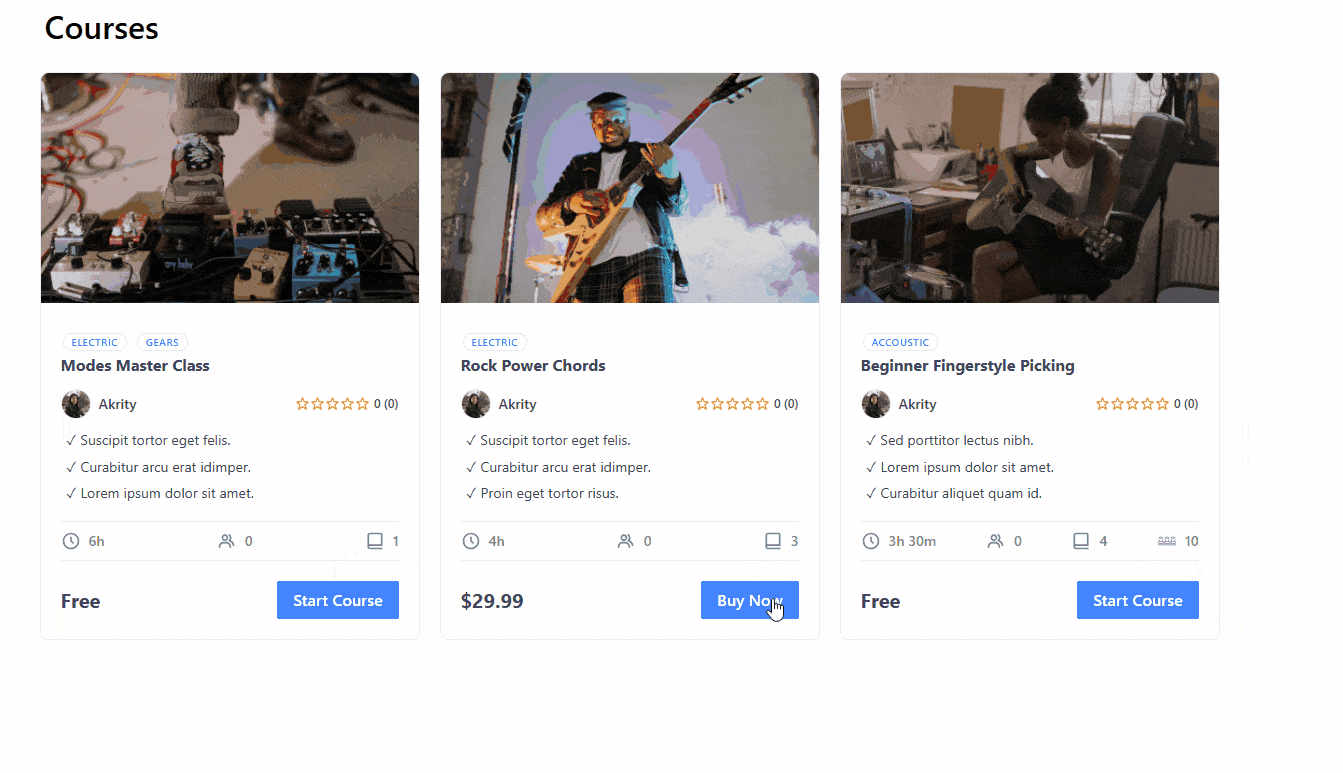 Courses
cry baby
ELECTRIC GEARS
Modes Master Class
Akrity 0 (0)
✓ Suscipit tortor eget felis.
✓ Curabitur arcu erat idimper.
✓ Lorem ipsum dolor sit amet.
6h 0 1
Free Start Course
ELECTRIC
Rock Power Chords
Akrity 0 (0)
✓ Suscipit tortor eget felis.
✓ Curabitur arcu erat idimper.
✓ Proin eget tortor risus.
4h 0 3
$29.99 Buy Now
ACCOUSTIC
Beginner Fingerstyle Picking
Akrity 0 (0)
✓ Sed porttitor lectus nibh.
✓ Lorem ipsum dolor sit amet.
✓ Curabitur aliquet quam id.
3h 30m 0 4 10
Free Start Course